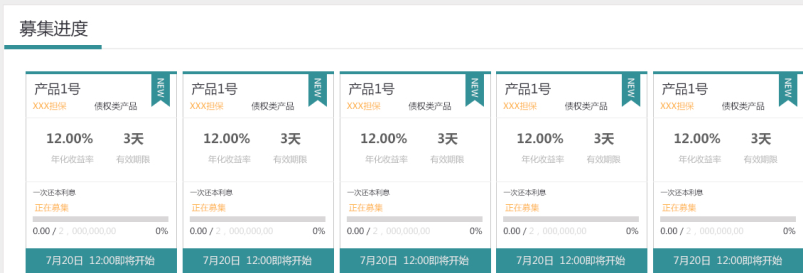 募集进度
产品1号 NEW
XXX担保 债权类产品
12.00% 3天
年化收益率 有效期限
一次还本利息
正在募集
0.00 / 2，000,000,00 0%
7月20日 12:00即将开始
产品1号 NEW
XXX担保 债权类产品
12.00% 3天
年化收益率 有效期限
一次还本利息
正在募集
0.00 / 2，000,000,00 0%
7月20日 12:00即将开始
产品1号 NEW
XXX担保 债权类产品
12.00% 3天
年化收益率 有效期限
一次还本利息
正在募集
0.00 / 2，000,000,00 0%
7月20日 12:00即将开始
产品1号 NEW
XXX担保 债权类产品
12.00% 3天
年化收益率 有效期限
一次还本利息
正在募集
0.00 / 2，000,000,00 0%
7月20日 12:00即将开始
产品1号 NEW
XXX担保 债权类产品
12.00% 3天
年化收益率 有效期限
一次还本利息
正在募集
0.00 / 2，000,000,00 0%
7月20日 12:00即将开始